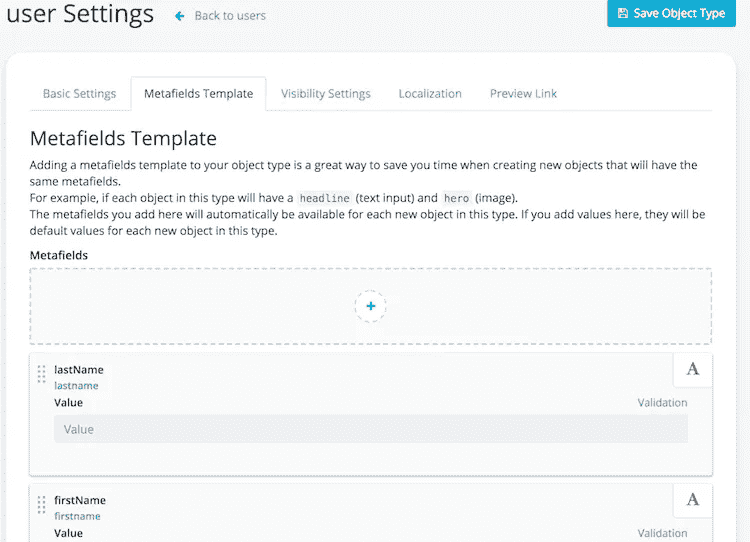 user Settings Back to users Save Object Type
Basic Settings Metafields Template Visibility Settings Localization Preview Link
Metafields Template
Adding a metafields template to your object type is a great way to save you time when creating new objects that will have the
same metafields.
For example, if each object in this type will have a headline (text input) and hero (image).
The metafields you add here will automatically be available for each new object in this type. If you add values here, they will be
default values for each new object in this type.
Metafields
+
lastName A
lastname
Value Validation
Value
firstName A
firstname
Value Validation